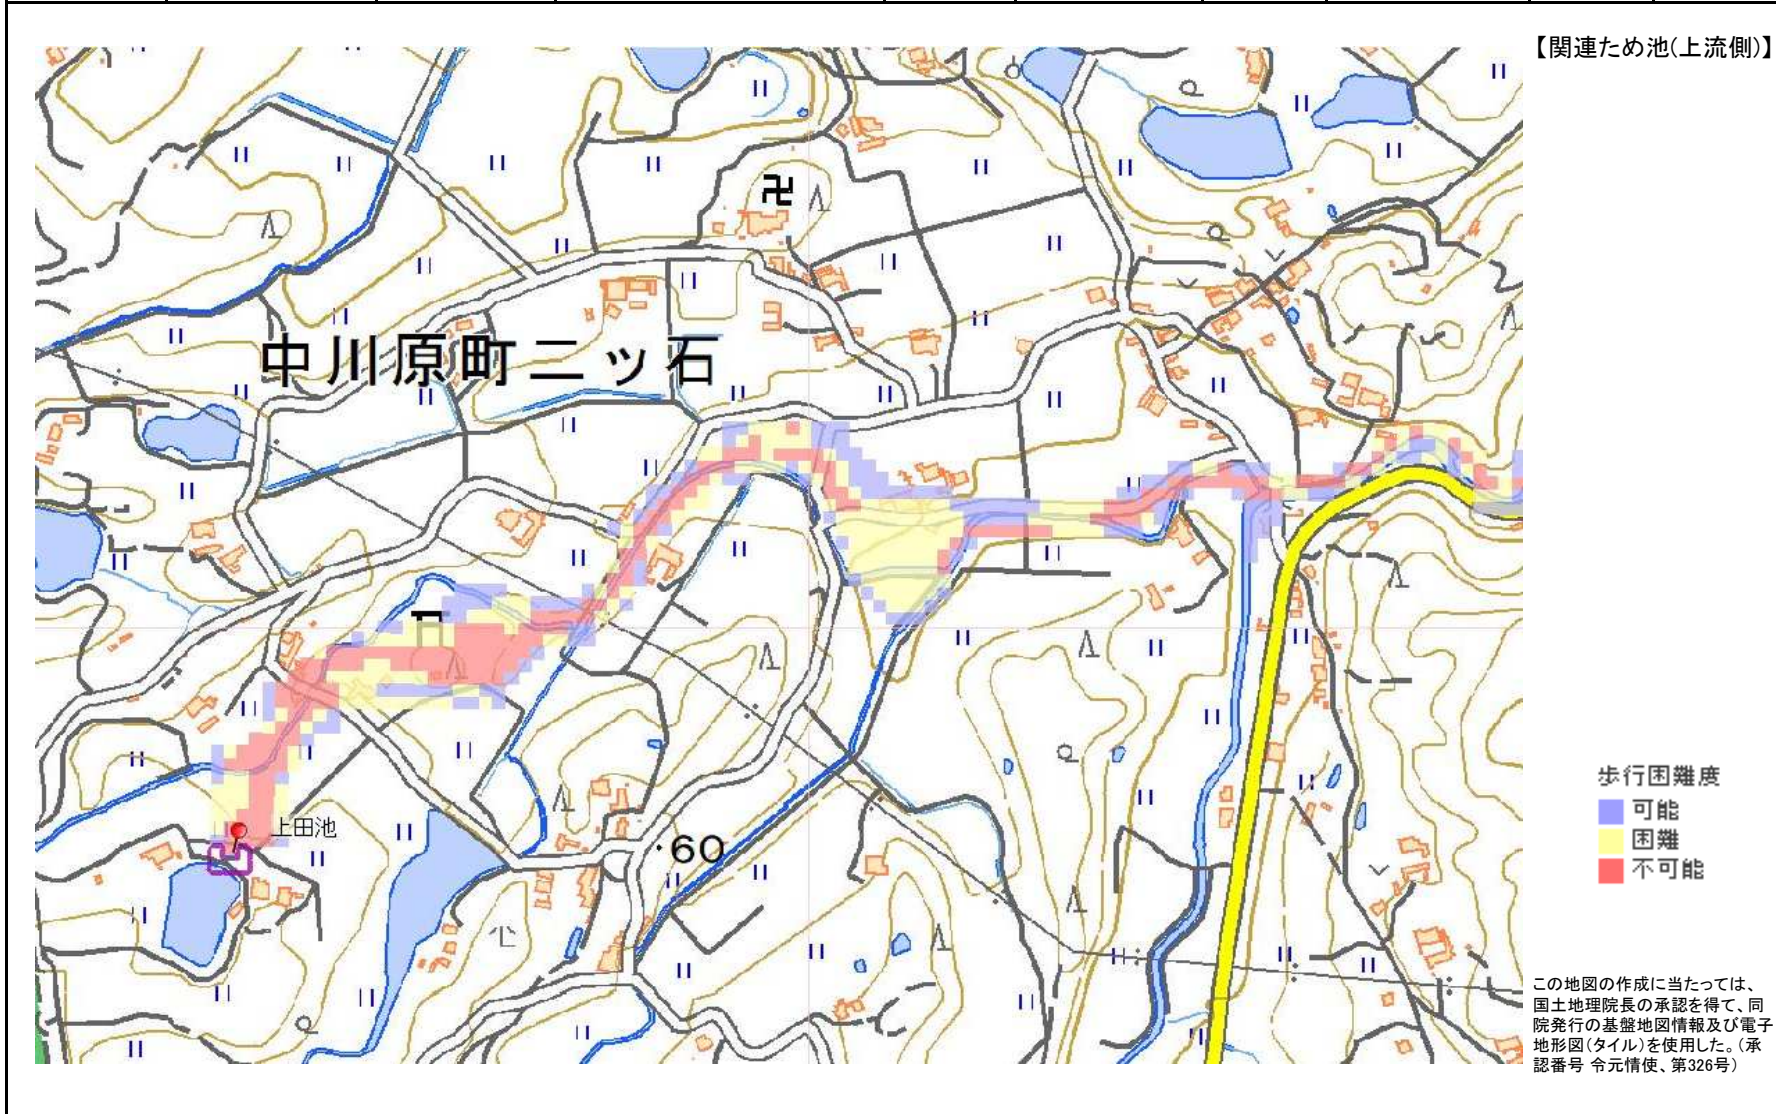 【関連ため池(上流側)】
中川原町二ツ石
上田池
60
歩行困難度
可能
困難
不可能
この地図の作成に当たっては、
国土地理院長の承認を得て、同
院発行の基盤地図情報及び電子
地形図(タイル)を使用した。(承
認番号 令元情使、第326号)